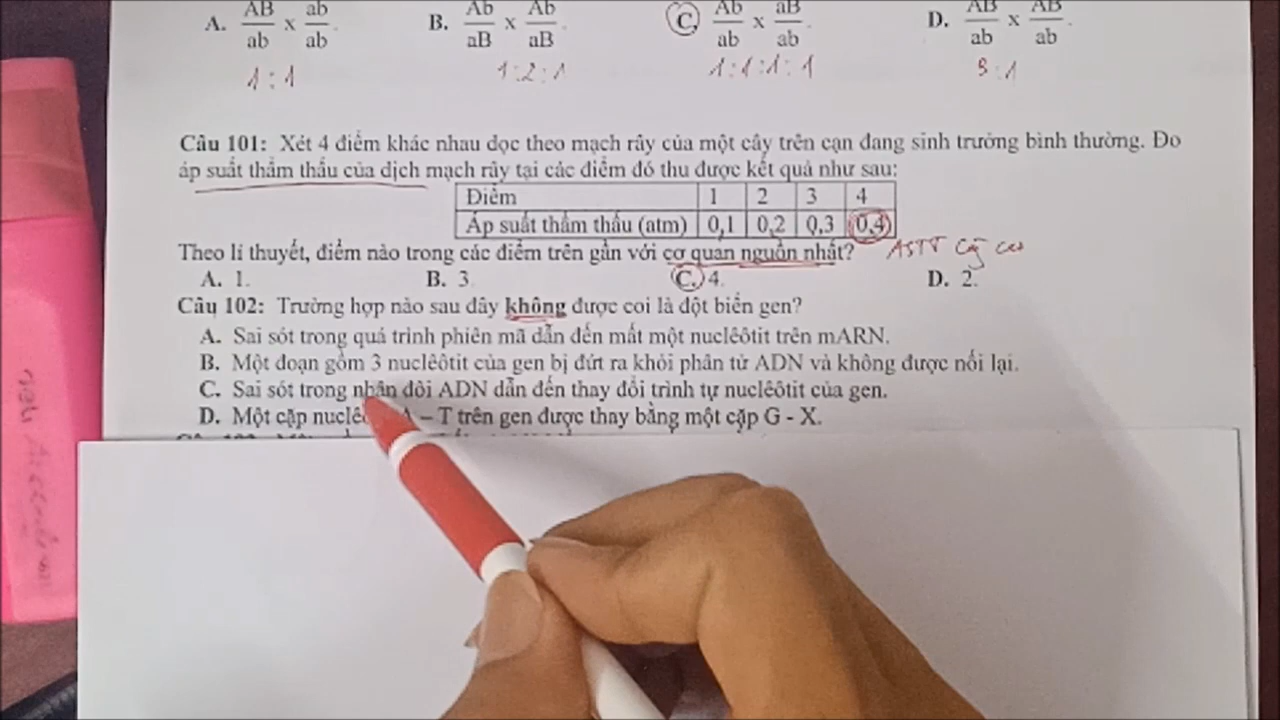 A. AB/ab x ab/ab. B. Ab/aB x Ab/aB. C. Ab/ab x aB/ab. D. AB/ab x AB/ab.
1 : 1 1:2:1 1:1:1:1 3:1
Câu 101: Xét 4 điểm khác nhau dọc theo mạch rây của một cây trên cạn đang sinh trưởng bình thường. Đo
áp suất thẩm thấu của dịch mạch rây tại các điểm đó thu được kết quả như sau:
Điểm 1 2 3 4
Áp suất thẩm thấu (atm) 0,1 0,2 0,3 0,4
Theo lí thuyết, điểm nào trong các điểm trên gần với cơ quan nguồn nhất? ASTT
A. 1. B. 3 C. 4. D. 2.
Câu 102: Trường hợp nào sau đây không được coi là đột biến gen?
A. Sai sót trong quá trình phiên mã dẫn đến mất một nuclêôtit trên mARN.
B. Một đoạn gồm 3 nuclêôtit của gen bị đứt ra khỏi phân tử ADN và không được nối lại.
C. Sai sót trong nhân đôi ADN dẫn đến thay đổi trình tự nuclêôtit của gen.
D. Một cặp nuclê A – T trên gen được thay bằng một cặp G - X.